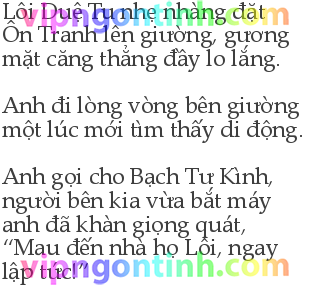 Lôi Duệ Tu nhẹ nhàng đặt
vipngontinh.com
Ôn Tranh lên giường, gương
mặt căng thẳng đầy lo lắng.
Anh đi lòng vòng bên giường
một lúc mới tìm thấy di động.
Anh gọi cho Bạch Tư Kình,
người bên kia vừa bắt máy
anh đã khàn giọng quát,
“Mau đến nhà họ Lôi, ngay
vipngontinh.com
lập tức!”